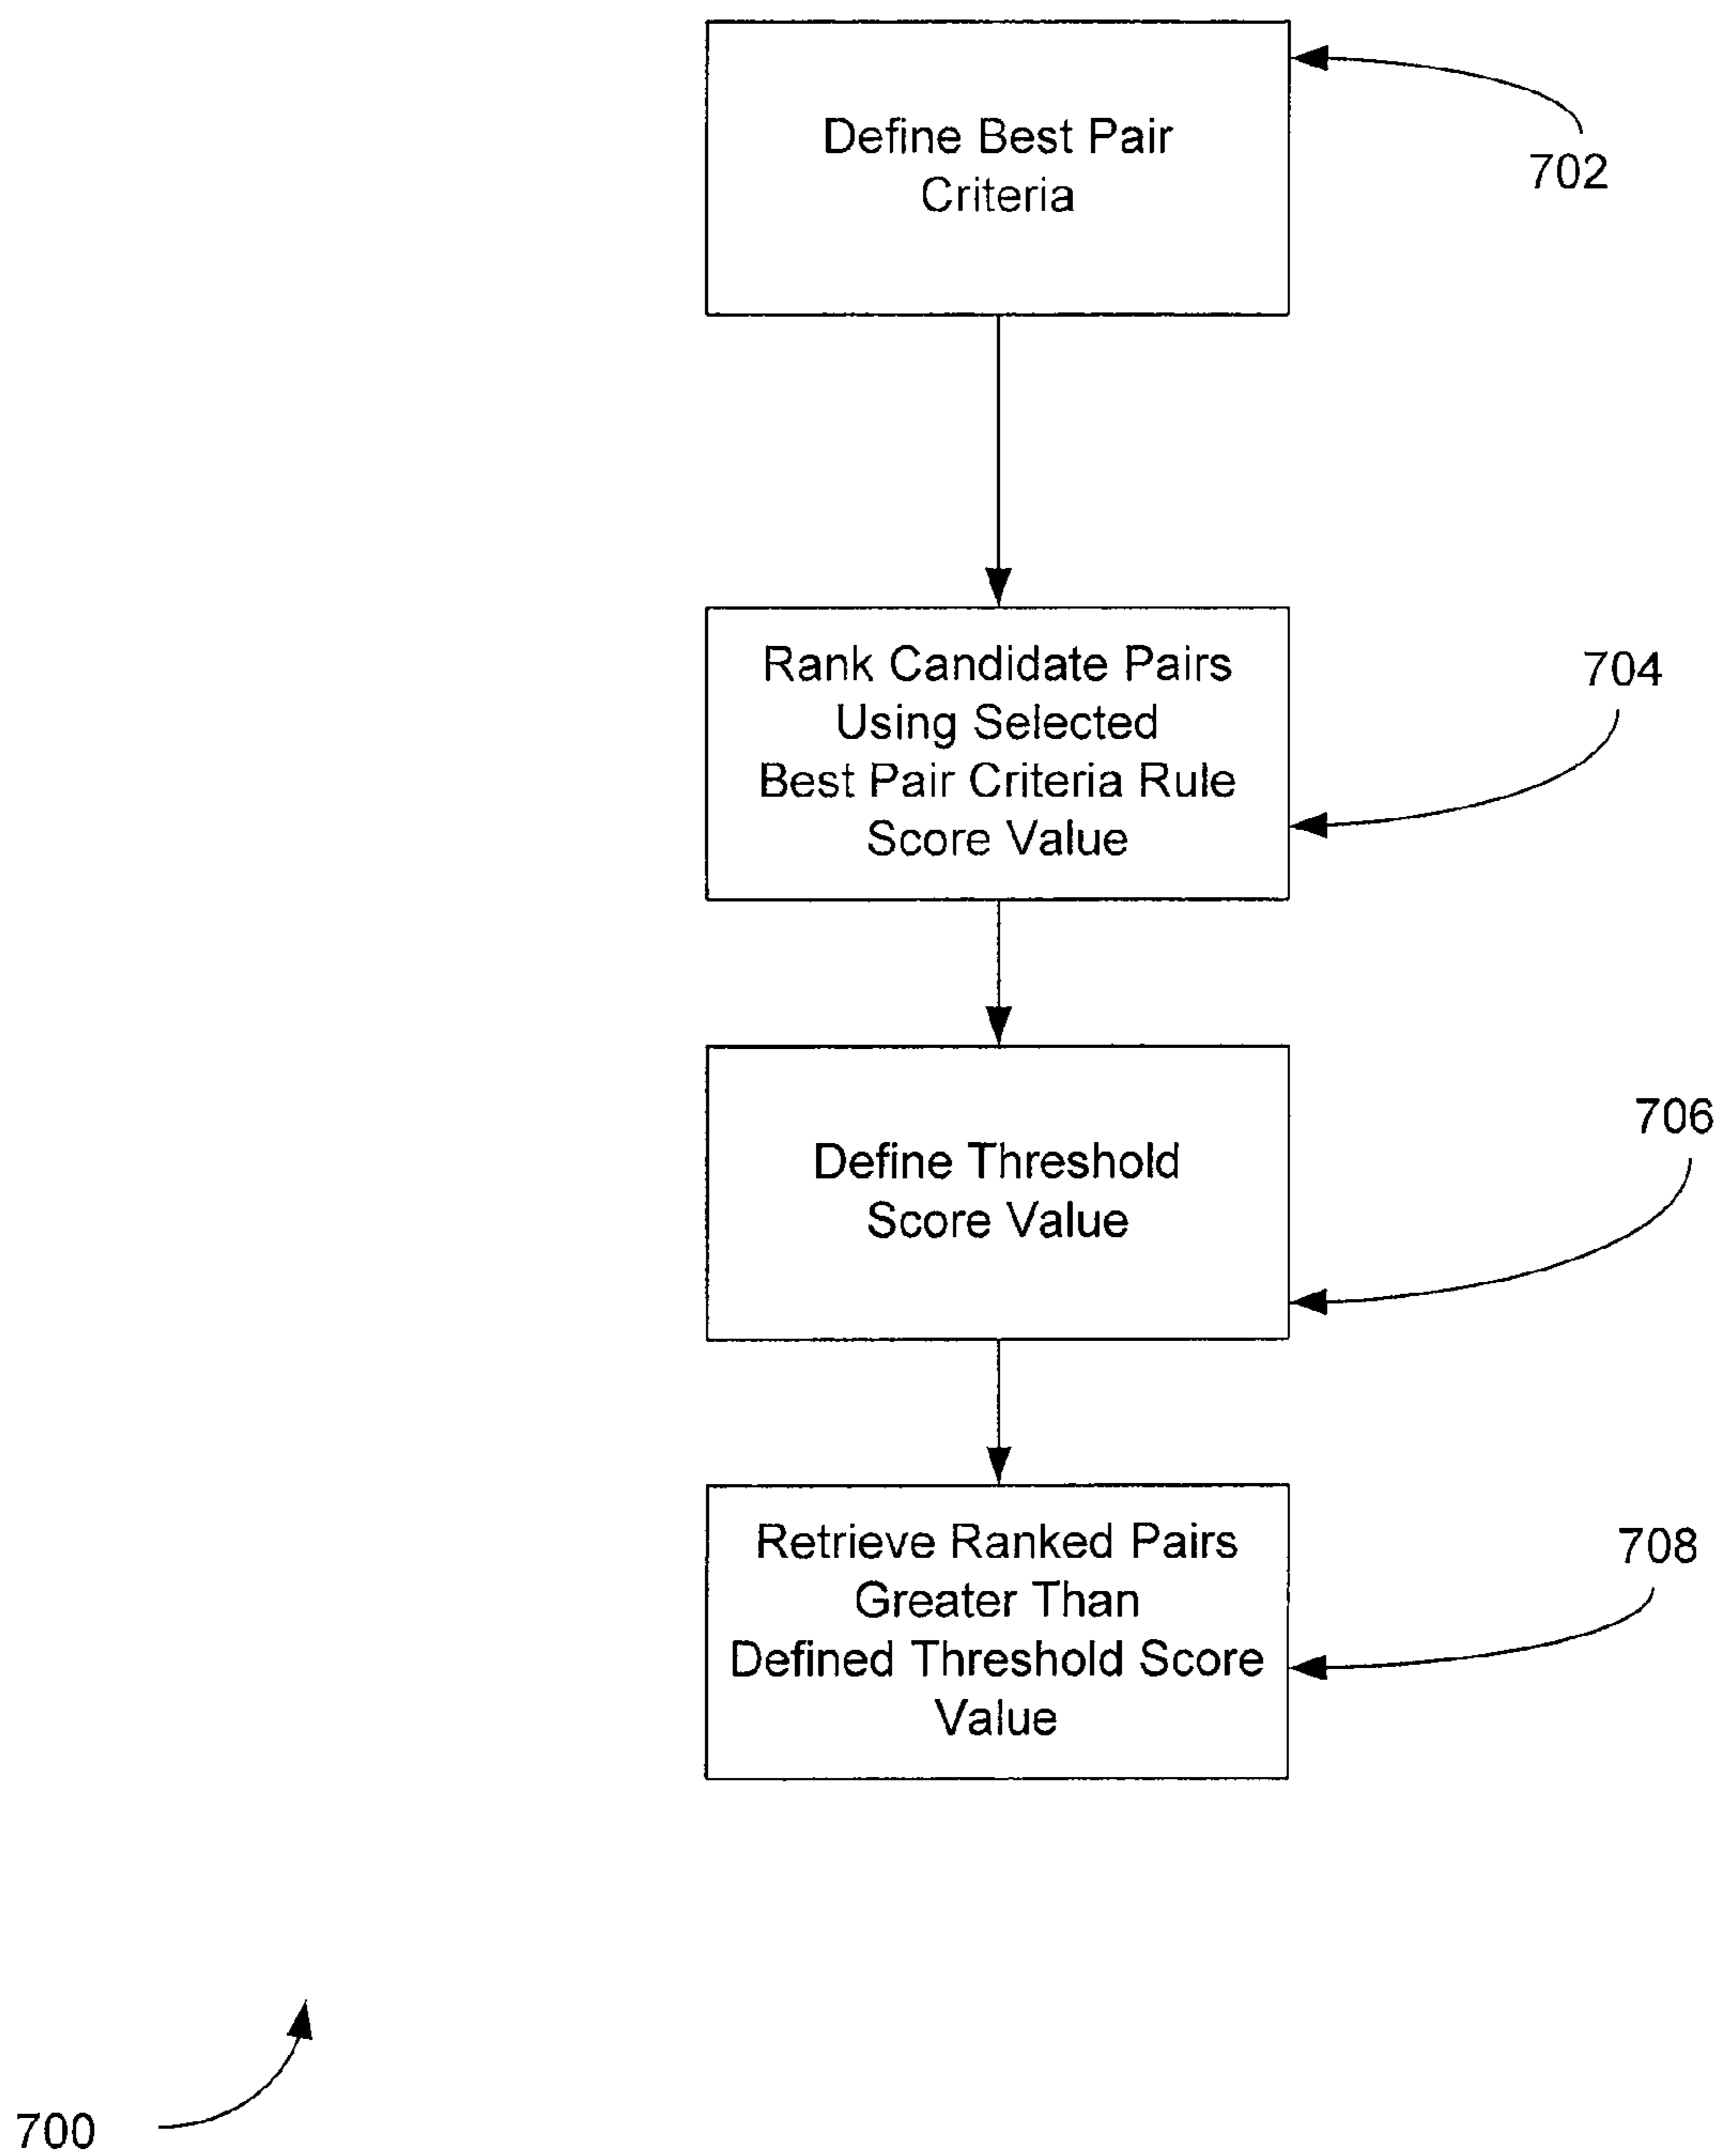 Define Best Pair
Criteria
702
Rank Candidate Pairs
Using Selected
Best Pair Criteria Rule
Score Value
704
Define Threshold
Score Value
706
Retrieve Ranked Pairs
Greater Than
Defined Threshold Score
Value
708
700